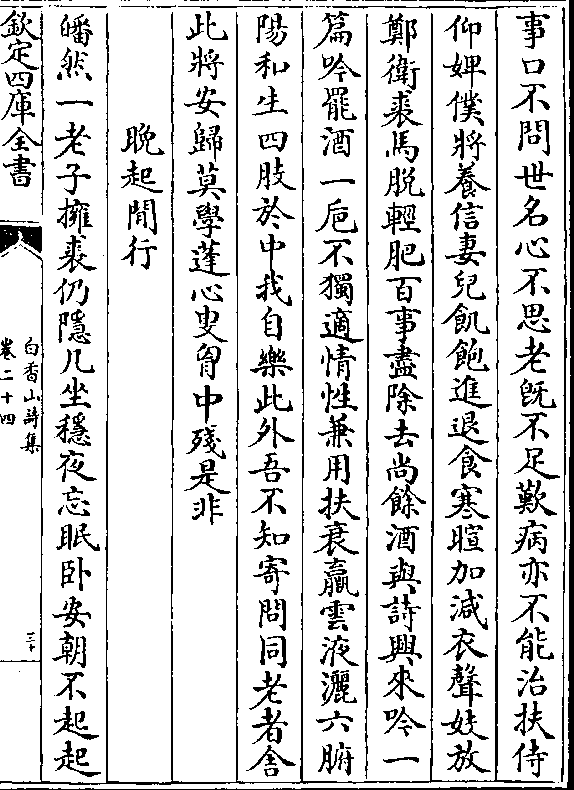 事口不問世名心不思老旣不足歎病亦不能治扶侍
仰婢僕將養信妻兒飢飽進退食寒暄加減衣聲妓放
鄭衛裘馬脱輕肥百事盡除去尚餘酒與詩興來吟一
篇吟罷酒一巵不獨適情性兼用扶衰羸雲液灑六腑
陽和生四肢於中我自樂此外吾不知寄問同老者舍
此將安歸莫學蓬心叟胷中殘是非
晩起閒行
皤然一老子擁裘仍隱几坐穩夜忘眠卧安朝不起起
欽定四庫全書
白香山詩集
卷二十四
三十